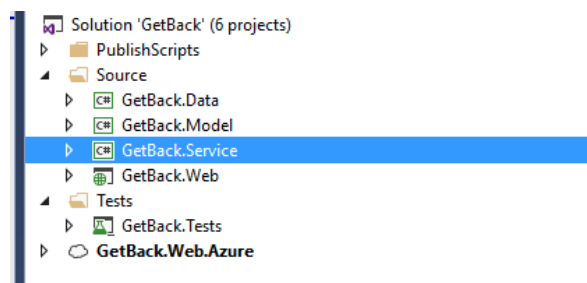 Solution 'GetBack' (6 projects)
PublishScripts
Source
C# GetBack.Data
C# GetBack.Model
C# GetBack.Service
GetBack.Web
Tests
GetBack.Tests
GetBack.Web.Azure